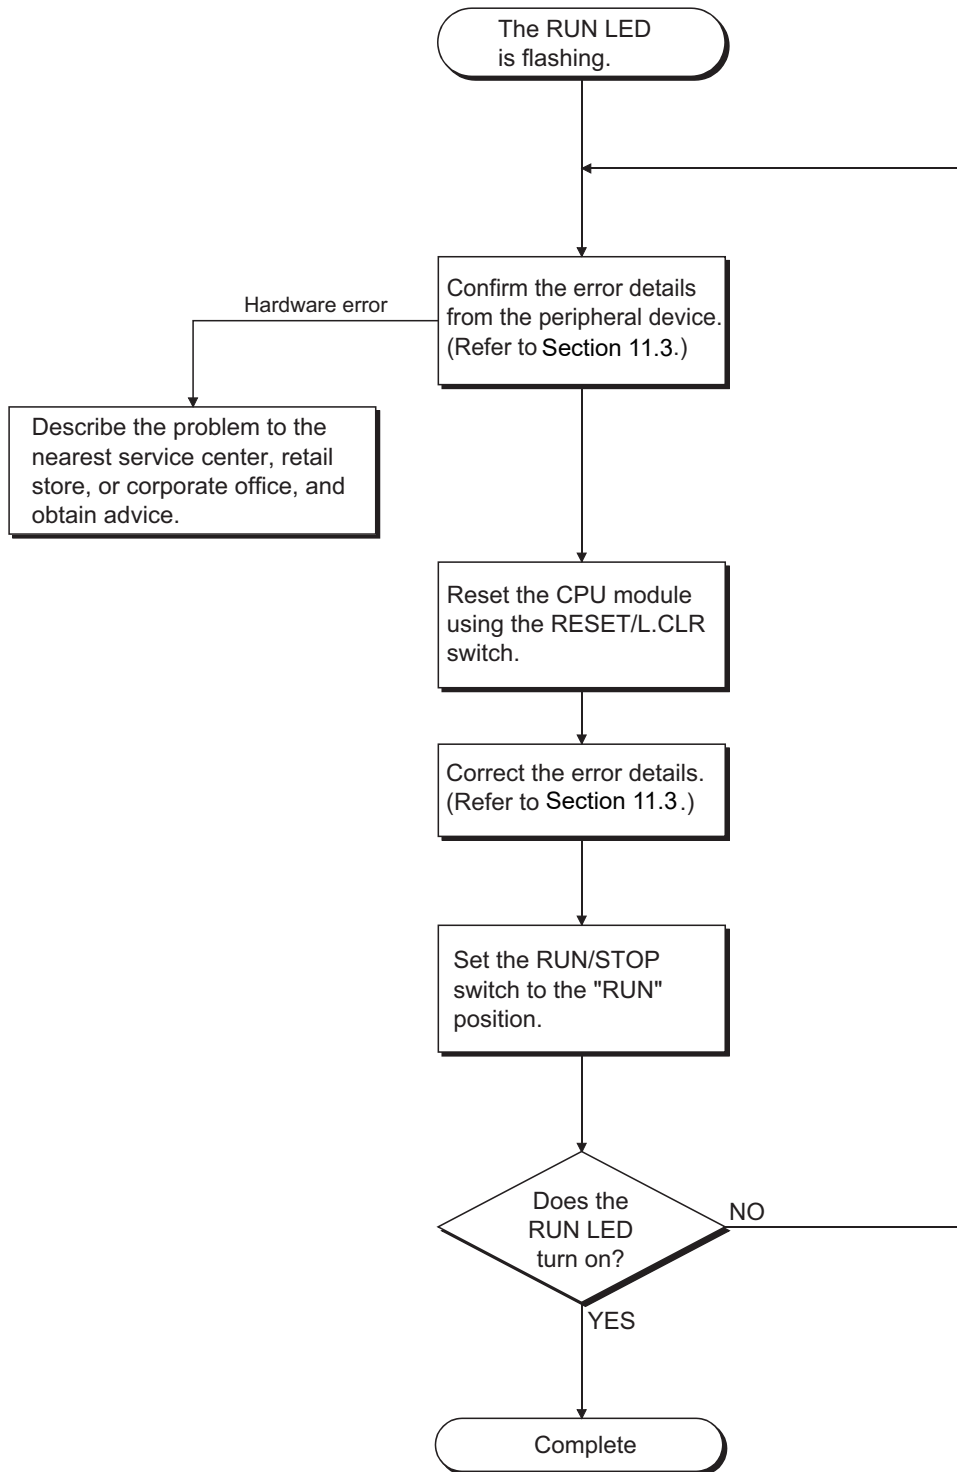 The RUN LED
is flashing.
Confirm the error details
from the peripheral device.
(Refer to Section 11.3.)
Hardware error
Describe the problem to the
nearest service center, retail
store, or corporate office, and
obtain advice.
Reset the CPU module
using the RESET/L.CLR
switch.
Correct the error details.
(Refer to Section 11.3.)
Set the RUN/STOP
switch to the "RUN"
position.
Does the
RUN LED
turn on?
NO
YES
Complete